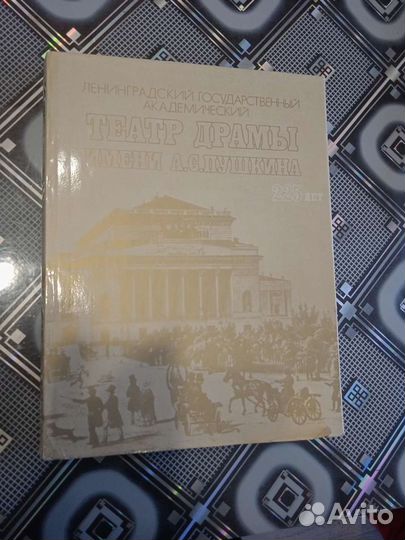 ЛЕНИНГРАДСКИЙ ГОСУДАРСТВЕННЫЙ
АКАДЕМИЧЕСКИЙ
ТЕАТР ДРАМЫ
ИМЕНИ А.С.ПУШКИНА
225 ЛЕТ
Avito